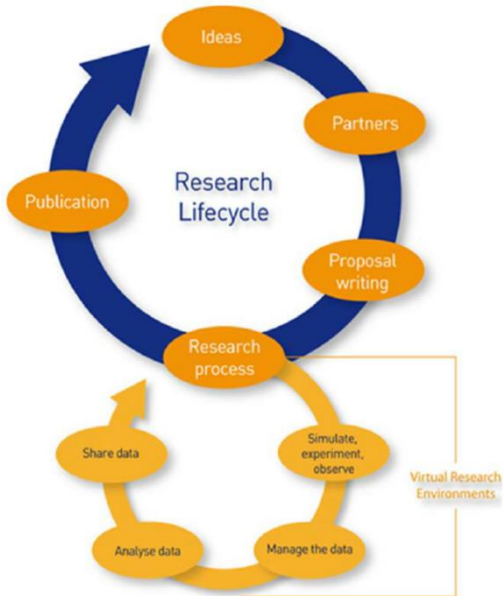 Ideas
Partners
Research
Lifecycle
Publication
Proposal
writing
Research
process
Simulate,
experiment,
observe
Share data
Virtual Research
Environments
Manage the data
Analyse data